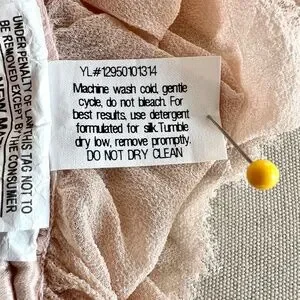 YL#12950101314
Machine wash cold, gentle
cycle, do not bleach. For
best results, use detergent
formulated for silk.Tumble
dry low, remove promptly.
DO NOT DRY CLEAN
UNDER PENALTY OF LAW THIS TAG NOT TO
BE REMOVED EXCEPT BY THE CONSUMER